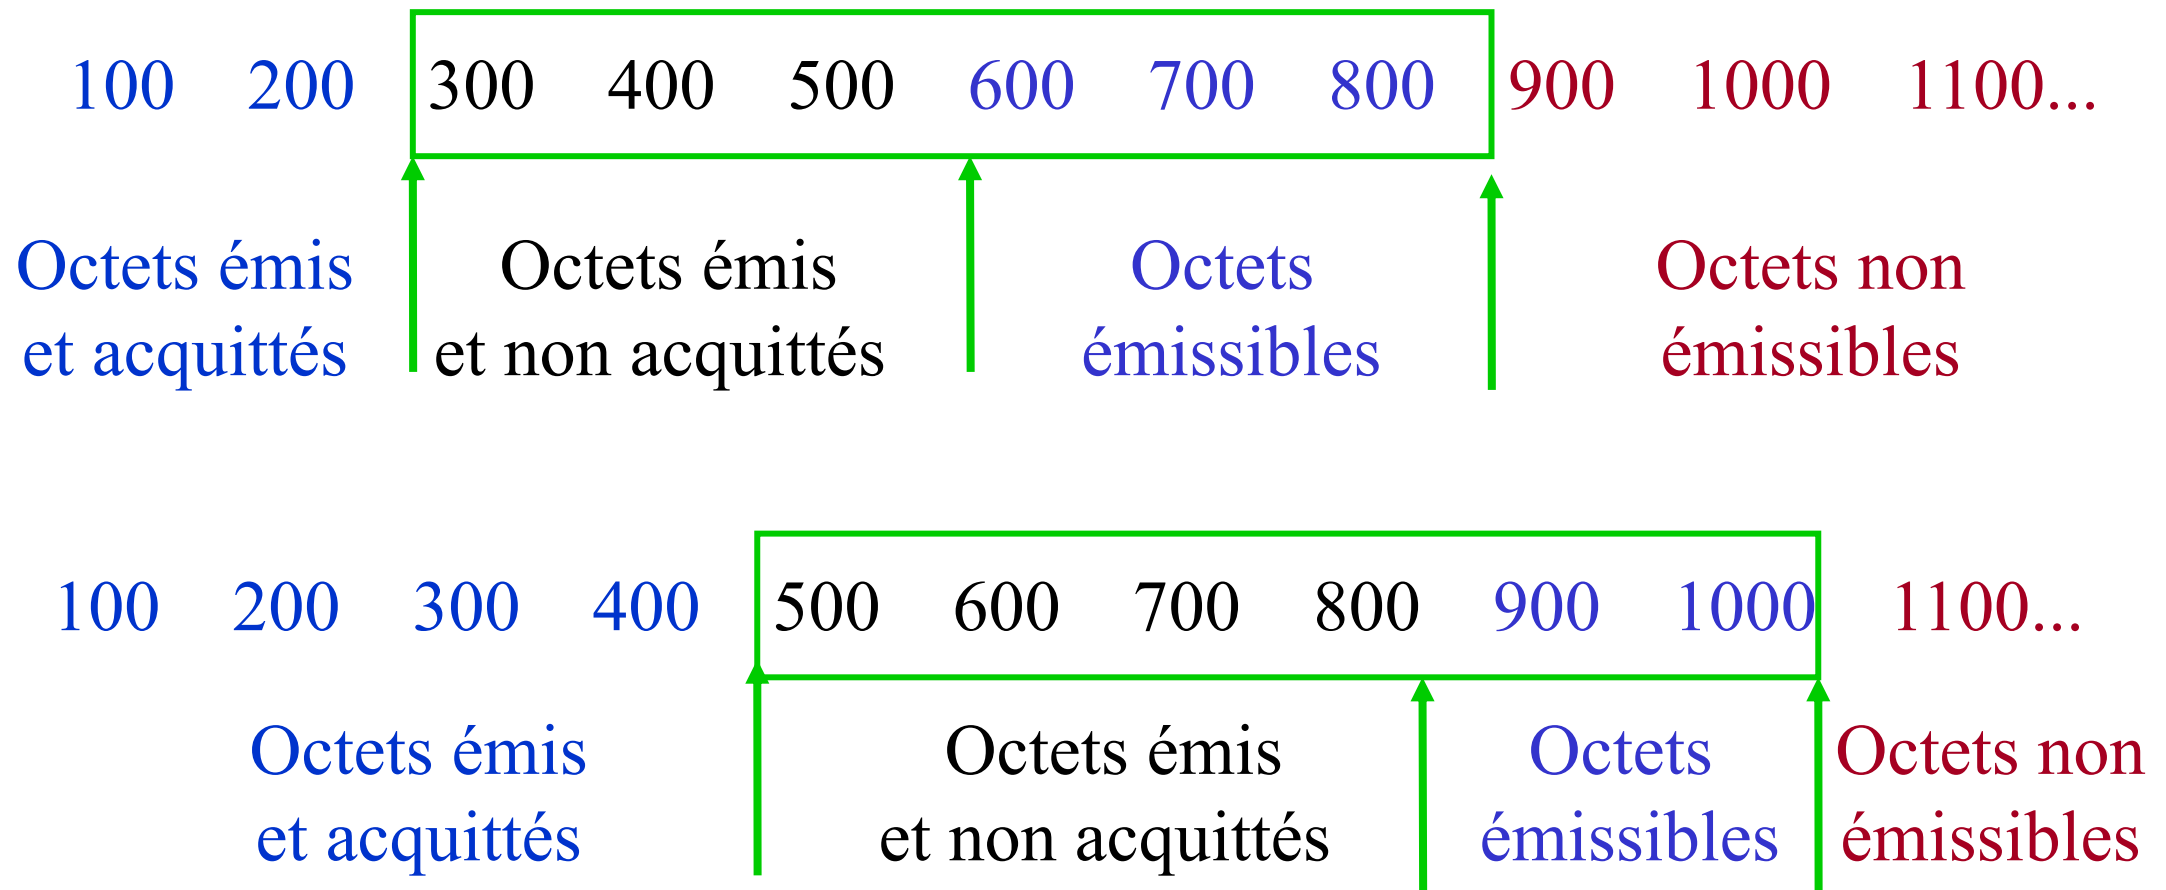 100 200 300 400 500 600 700 800 900 1000 1100...
Octets émis
et acquittés
Octets émis
et non acquittés
Octets
émissibles
Octets non
émissibles
100 200 300 400 500 600 700 800 900 1000 1100...
Octets émis
et acquittés
Octets émis
et non acquittés
Octets
émissibles
Octets non
émissibles